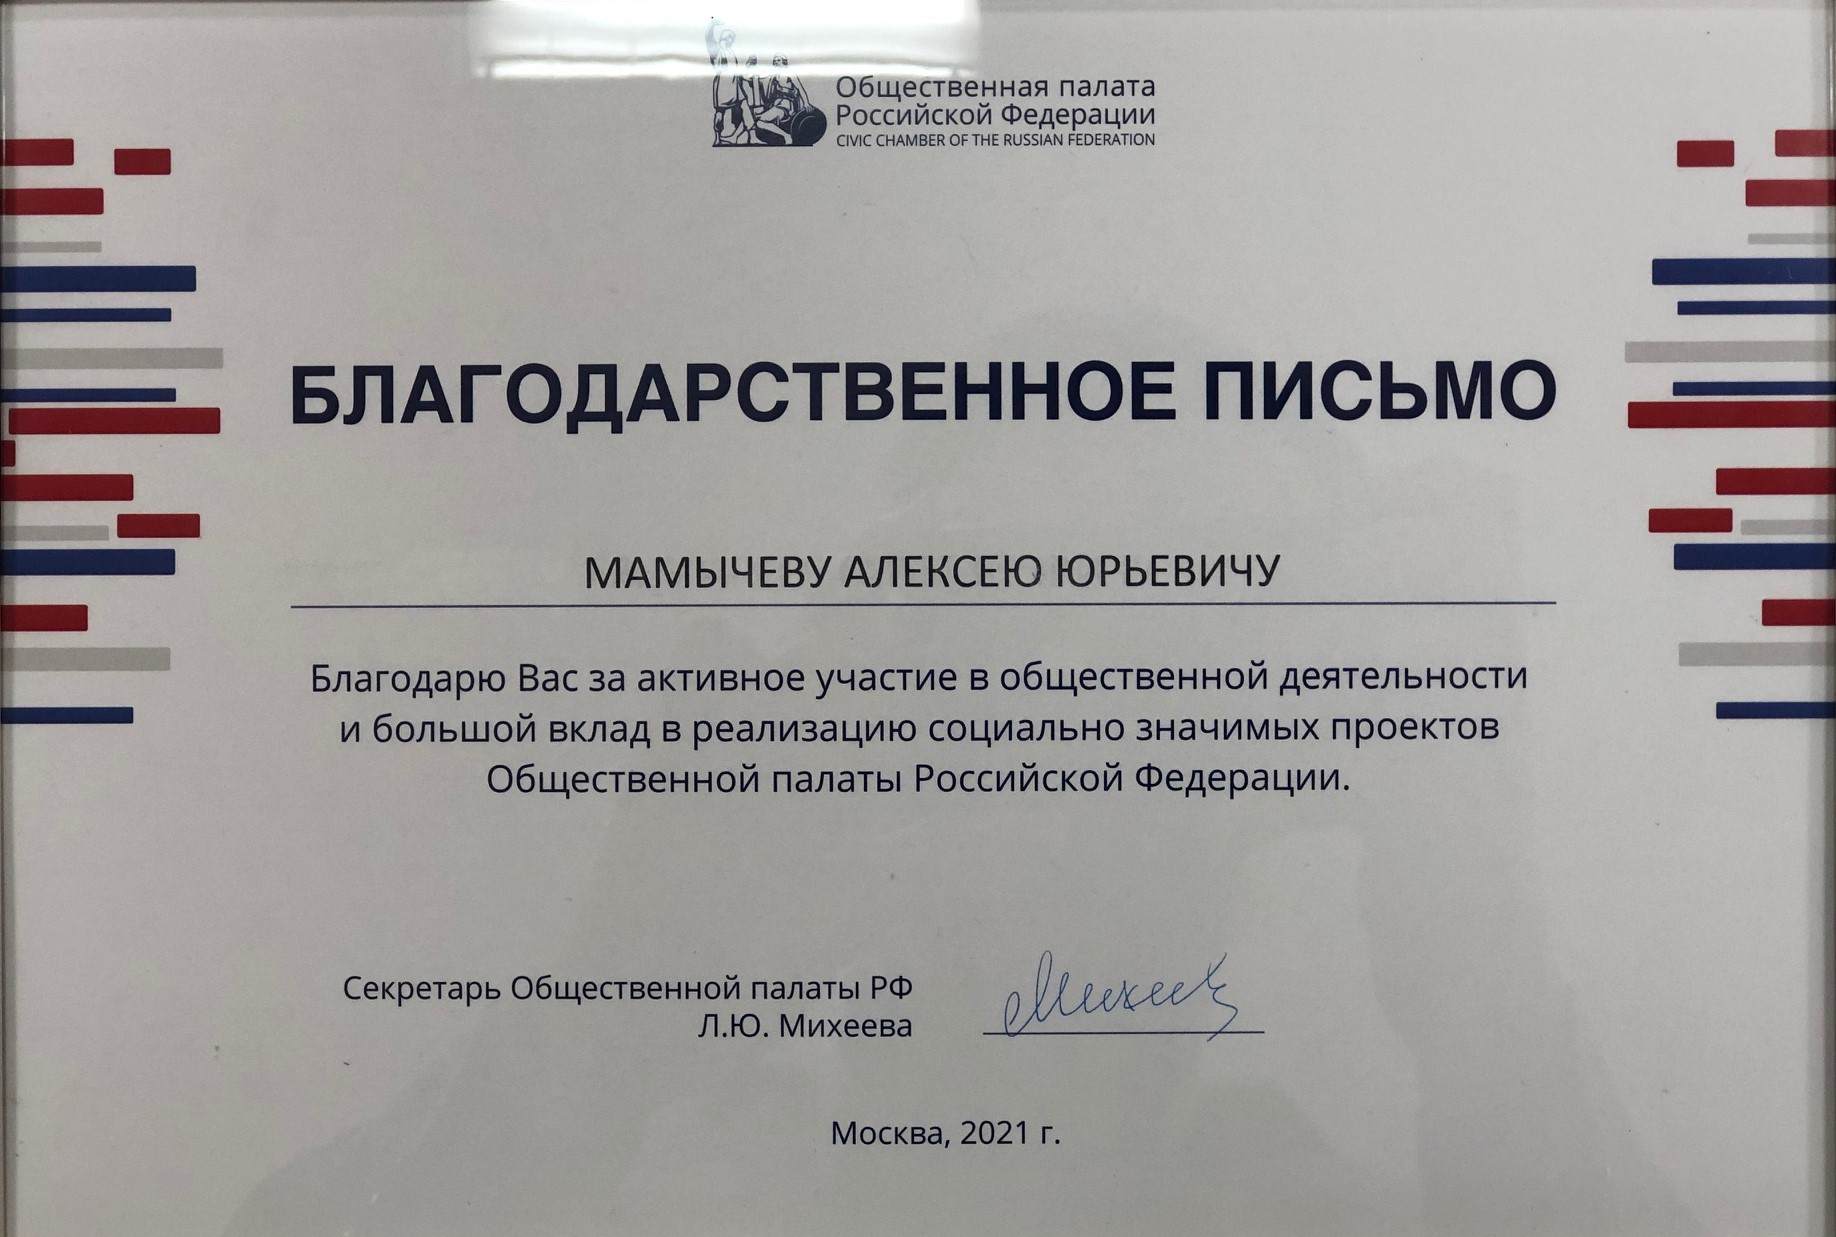 Общественная палата
Российской Федерации
CIVIC CHAMBER OF THE RUSSIAN FEDERATION
БЛАГОДАРСТВЕННОЕ ПИСЬМО
МАМЫЧЕВУ АЛЕКСЕЮ ЮРЬЕВИЧУ
Благодарю Вас за активное участие в общественной деятельности
и большой вклад в реализацию социально значимых проектов
Общественной палаты Российской Федерации.
Секретарь Общественной палаты РФ
Л.Ю. Михеева
Москва, 2021 г.